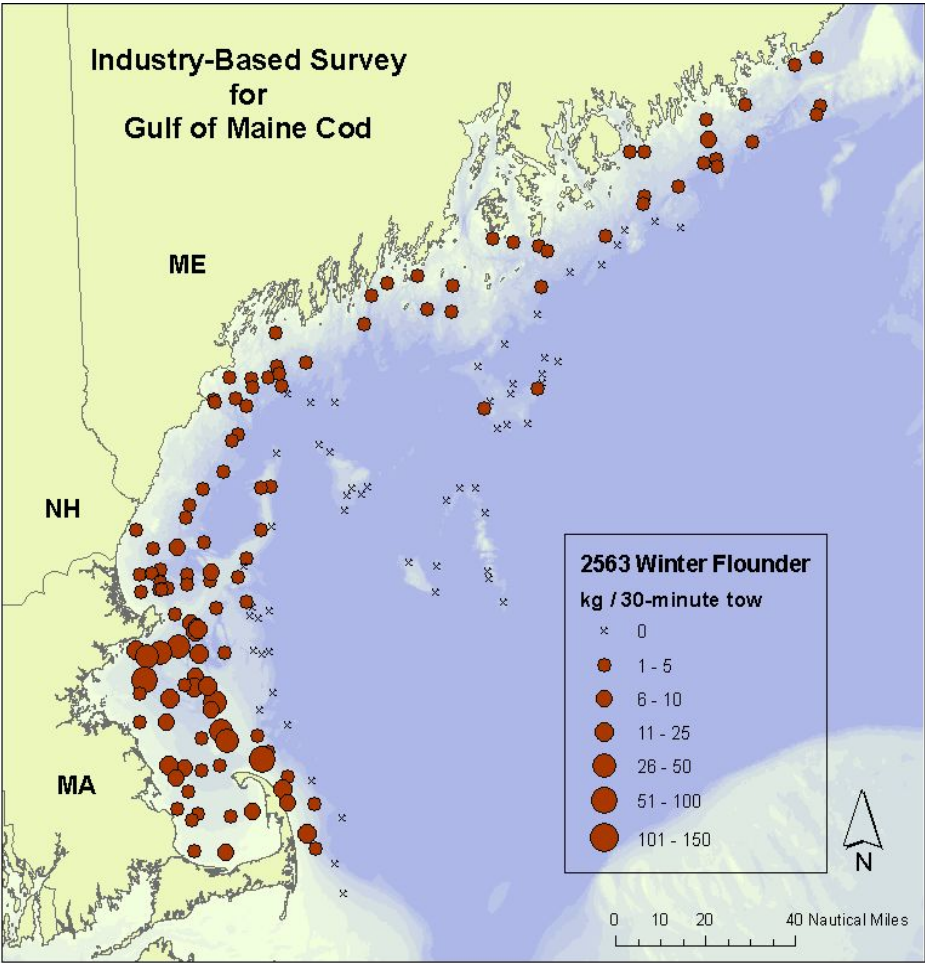 Industry-Based Survey
for
Gulf of Maine Cod
ME
NH
MA
2563 Winter Flounder
kg / 30-minute tow
0
1 - 5
6 - 10
11 - 25
26 - 50
51 - 100
101 - 150
N
0 10 20 40 Nautical Miles